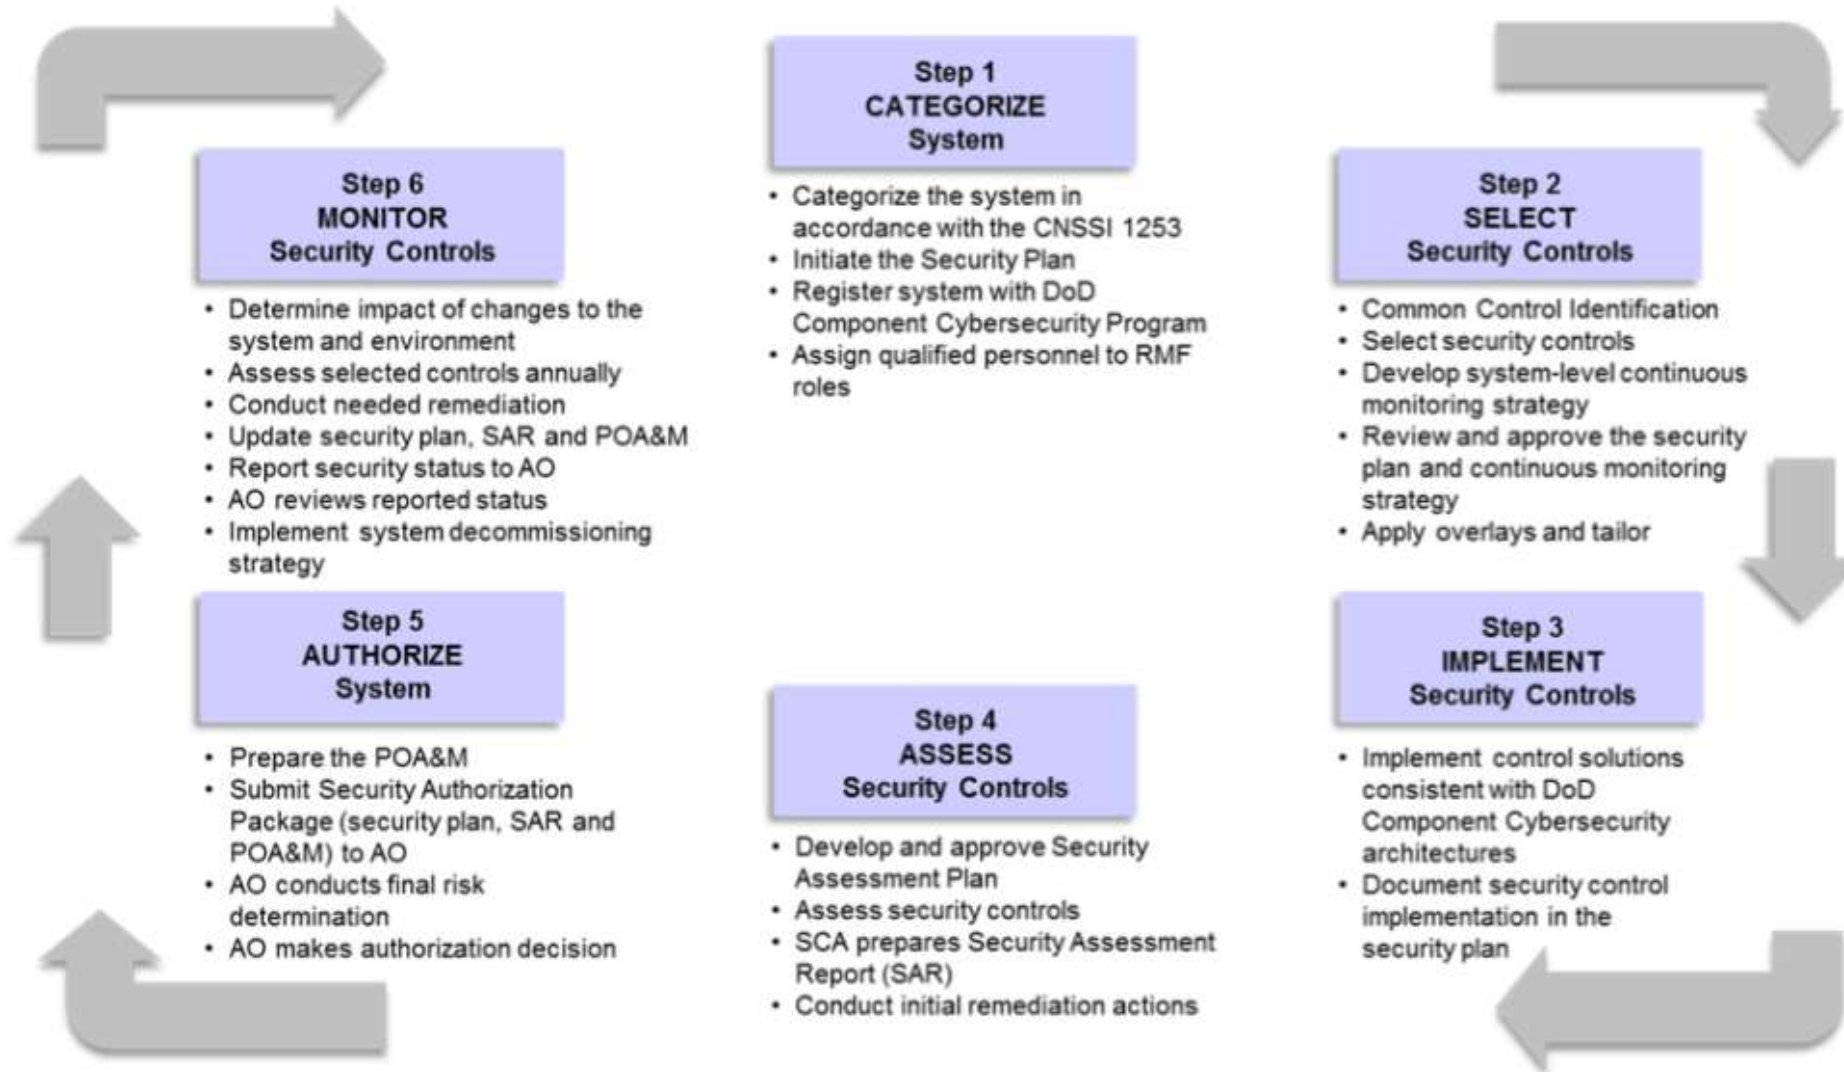 Step 1
CATEGORIZE
System
• Categorize the system in
accordance with the CNSSI 1253
• Initiate the Security Plan
• Register system with DoD
Component Cybersecurity Program
• Assign qualified personnel to RMF
roles
Step 2
SELECT
Security Controls
• Common Control Identification
• Select security controls
• Develop system-level continuous
monitoring strategy
• Review and approve the security
plan and continuous monitoring
strategy
• Apply overlays and tailor
Step 3
IMPLEMENT
Security Controls
• Implement control solutions
consistent with DoD
Component Cybersecurity
architectures
• Document security control
implementation in the
security plan
Step 4
ASSESS
Security Controls
• Develop and approve Security
Assessment Plan
• Assess security controls
• SCA prepares Security Assessment
Report (SAR)
• Conduct initial remediation actions
Step 5
AUTHORIZE
System
• Prepare the POA&M
• Submit Security Authorization
Package (security plan, SAR and
POA&M) to AO
• AO conducts final risk
determination
• AO makes authorization decision
Step 6
MONITOR
Security Controls
• Determine impact of changes to the
system and environment
• Assess selected controls annually
• Conduct needed remediation
• Update security plan, SAR and POA&M
• Report security status to AO
• AO reviews reported status
• Implement system decommissioning
strategy